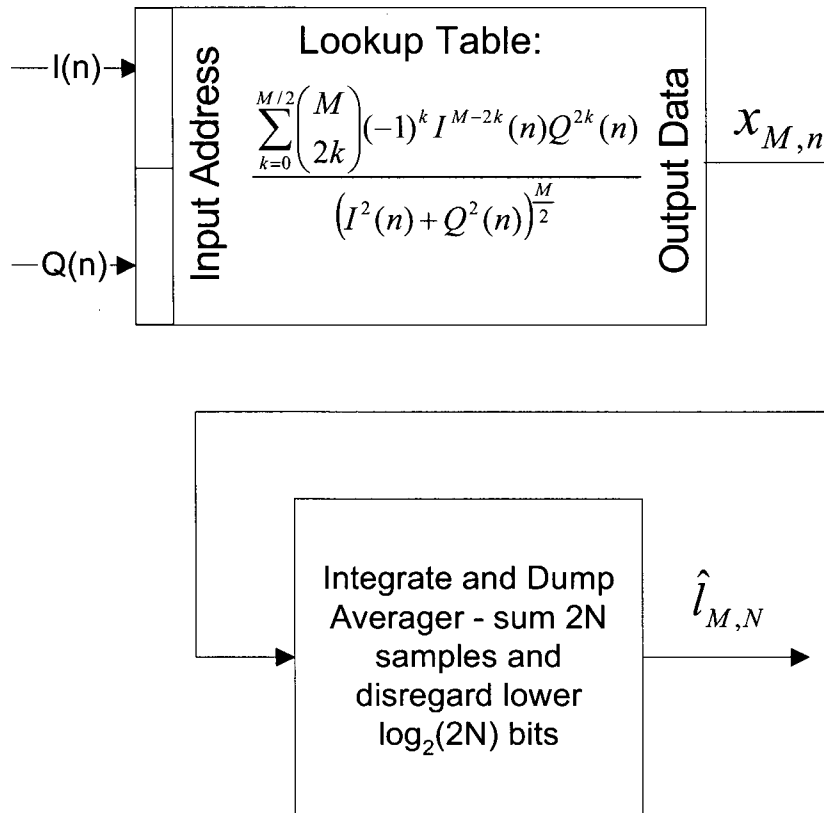 Lookup Table:
I(n)
Q(n)
Input Address
\frac{\sum_{k=0}^{M/2} \binom{M}{2k} (-1)^k I^{M-2k}(n) Q^{2k}(n)}{\left( I^2(n) + Q^2(n) \right)^{\frac{M}{2}}}
Output Data
x_{M,n}
Integrate and Dump
Averager - sum 2N
samples and
disregard lower
log₂(2N) bits
\hat{l}_{M,N}